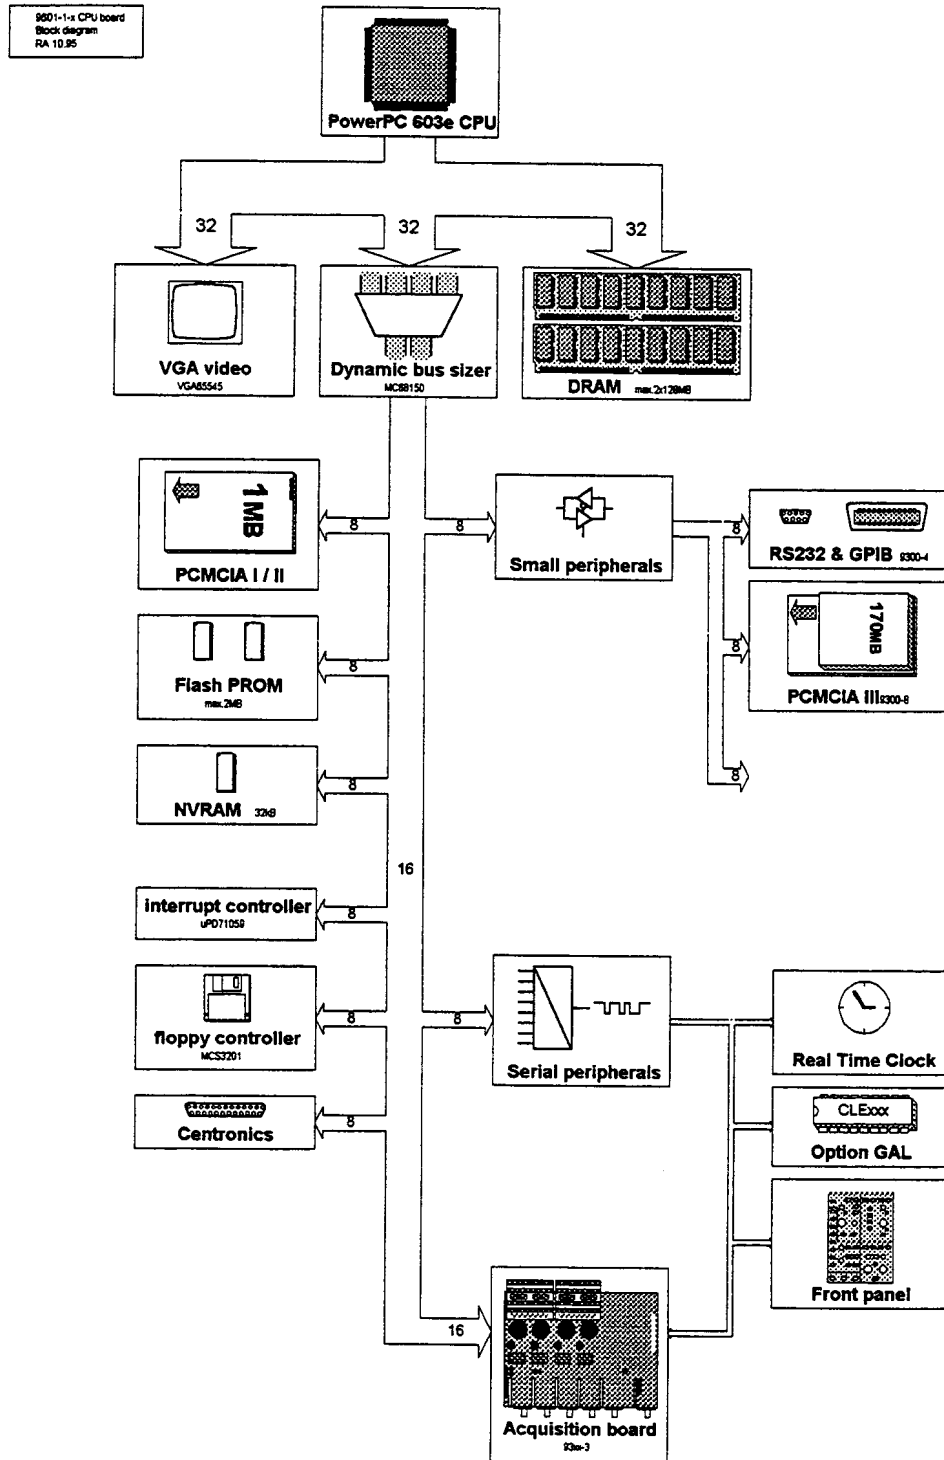 9601-1-x CPU board
Block diagram
RA 10.95
PowerPC 603e CPU
32
32
32
VGA video
VGA65545
Dynamic bus sizer
MC68150
DRAM max.2x128MB
1 MB
8
PCMCIA I / II
8
Small peripherals
8
RS232 & GPIB 9300-4
170MB
8
PCMCIA III 9300-8
8
8
Flash PROM
max.2MB
8
NVRAM 32kB
16
interrupt controller
uPD71059
8
floppy controller
MCS3201
8
8
Serial peripherals
Real Time Clock
Centronics
8
CLExxx
Option GAL
Front panel
16
Acquisition board
93xx-3